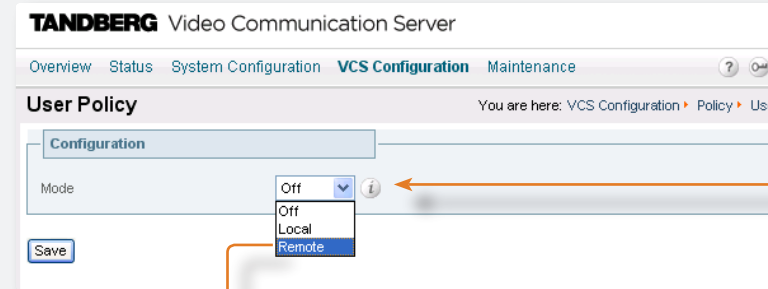 TANDBERG Video Communication Server
Overview Status System Configuration VCS Configuration Maintenance ?
User Policy You are here: VCS Configuration Policy
Configuration
Mode Off i
Off
Local
Remote
Save